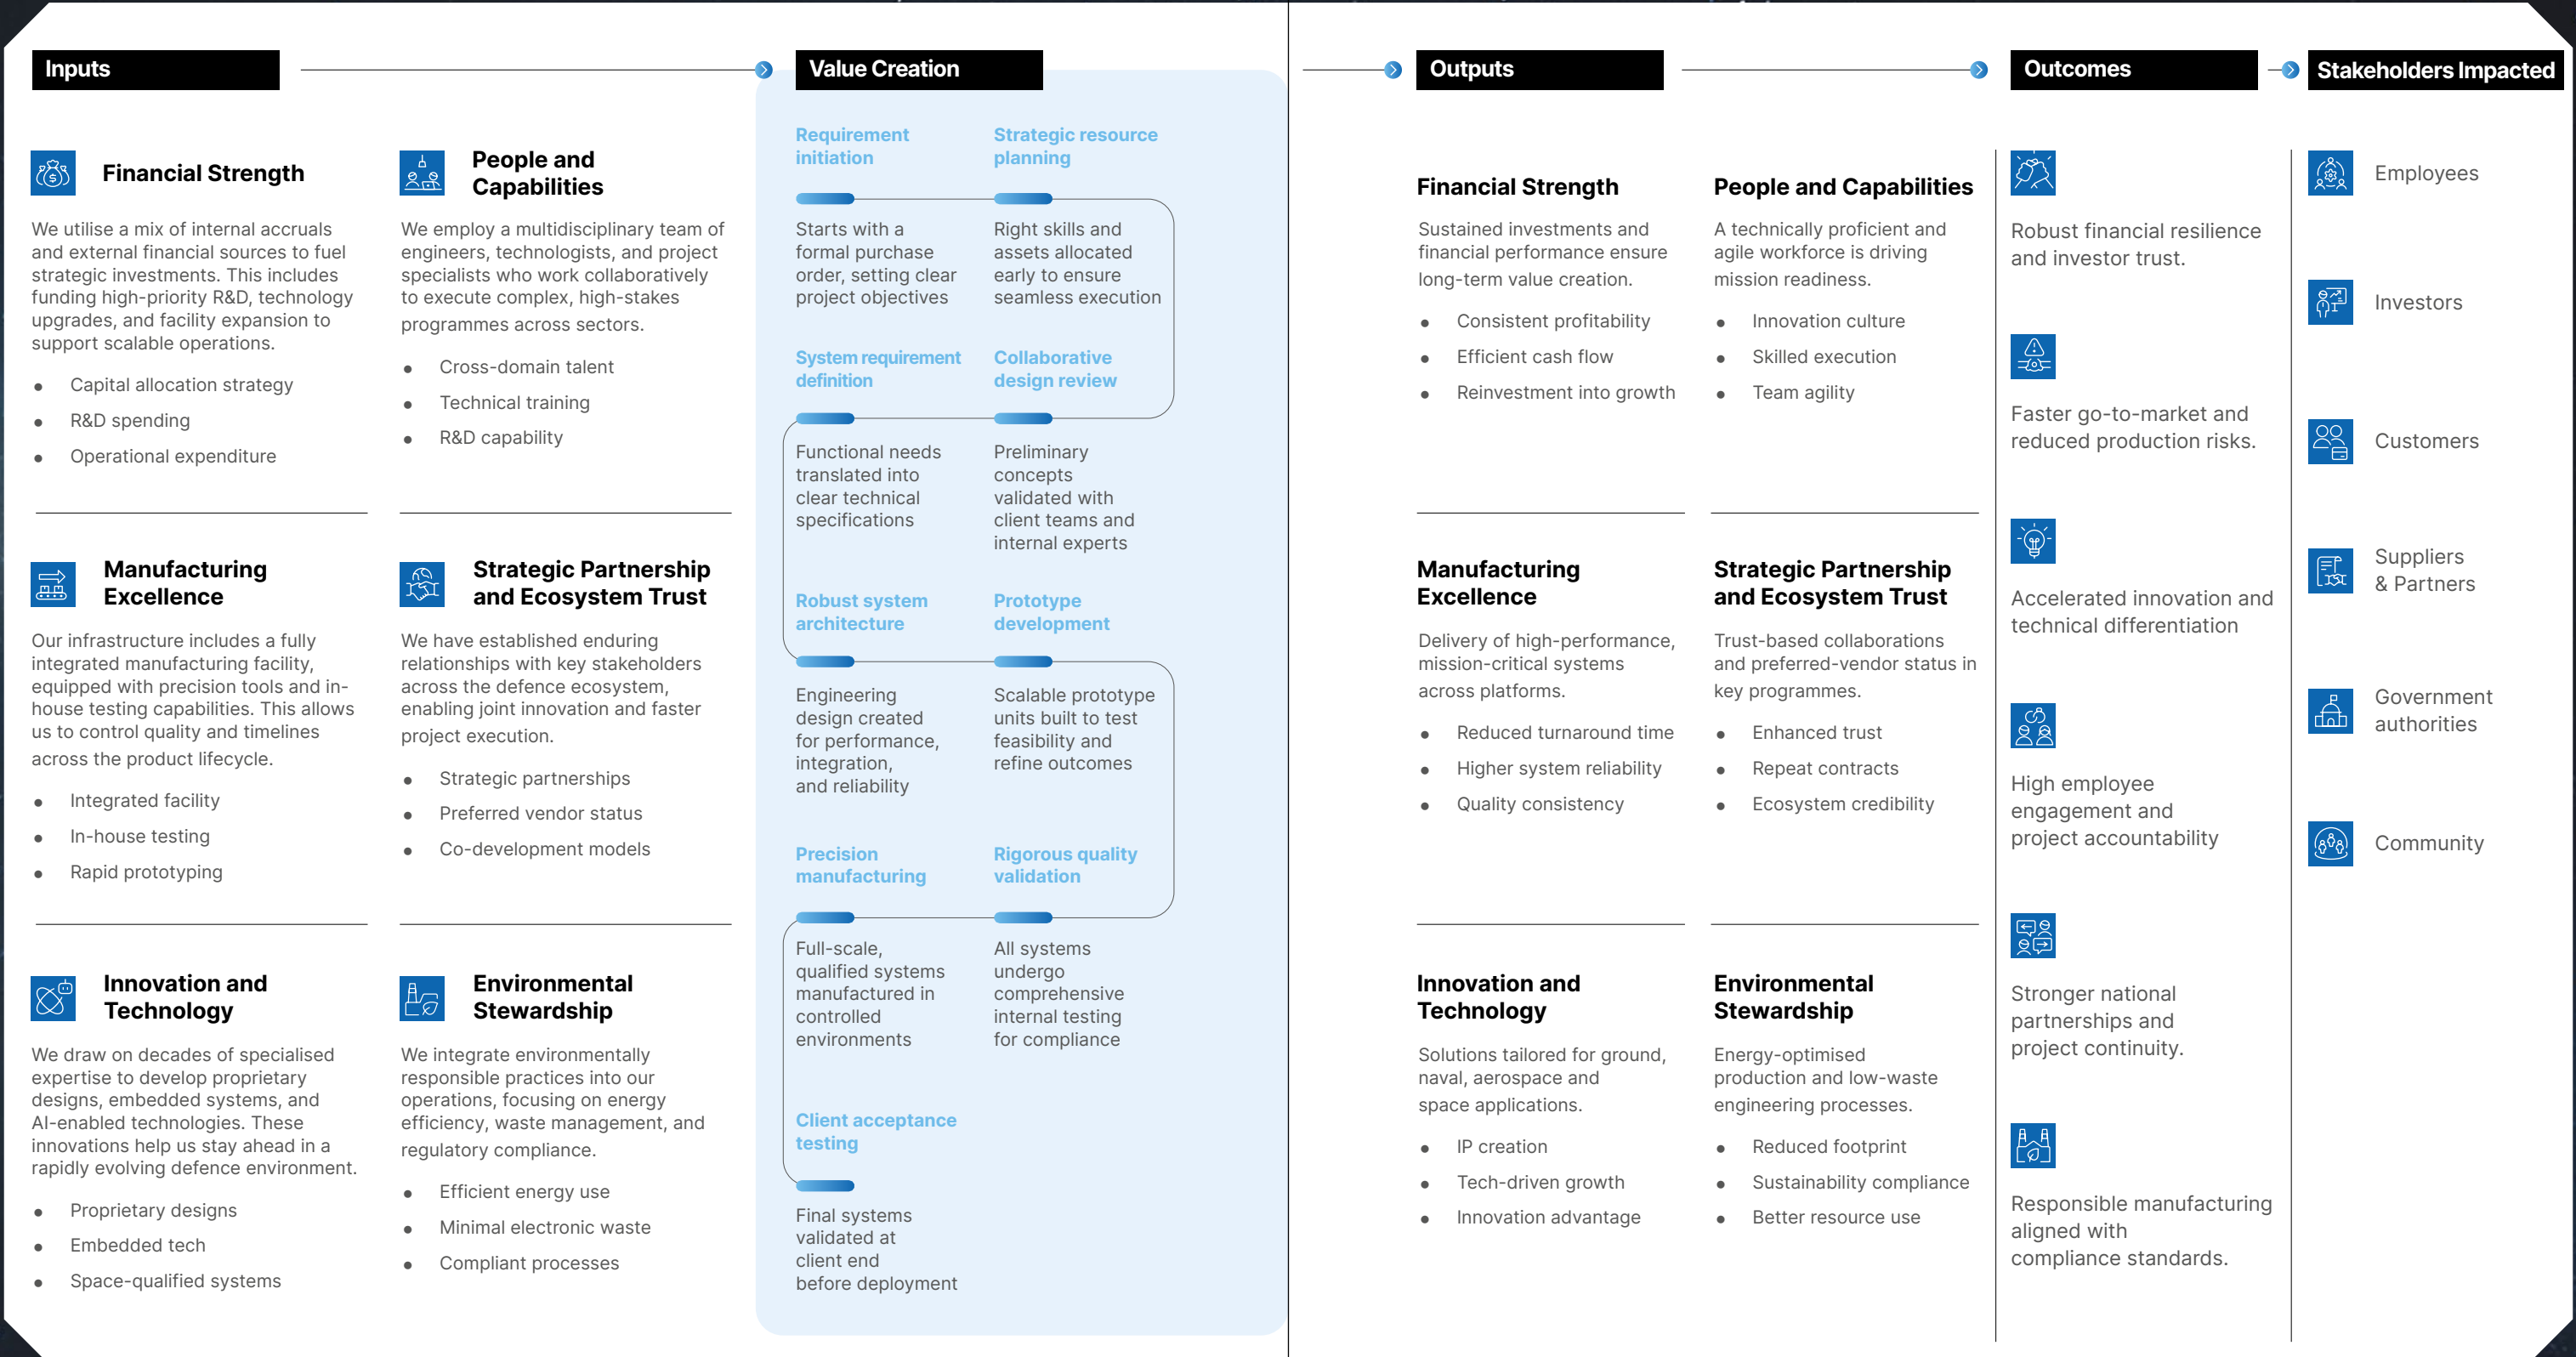 Inputs
Financial Strength
We utilise a mix of internal accruals
and external financial sources to fuel
strategic investments. This includes
funding high-priority R&D, technology
upgrades, and facility expansion to
support scalable operations.
● Capital allocation strategy
● R&D spending
● Operational expenditure
People and
Capabilities
We employ a multidisciplinary team of
engineers, technologists, and project
specialists who work collaboratively
to execute complex, high-stakes
programmes across sectors.
● Cross-domain talent
● Technical training
● R&D capability
Manufacturing
Excellence
Our infrastructure includes a fully
integrated manufacturing facility,
equipped with precision tools and in-
house testing capabilities. This allows
us to control quality and timelines
across the product lifecycle.
● Integrated facility
● In-house testing
● Rapid prototyping
Strategic Partnership
and Ecosystem Trust
We have established enduring
relationships with key stakeholders
across the defence ecosystem,
enabling joint innovation and faster
project execution.
● Strategic partnerships
● Preferred vendor status
● Co-development models
Innovation and
Technology
We draw on decades of specialised
expertise to develop proprietary
designs, embedded systems, and
AI-enabled technologies. These
innovations help us stay ahead in a
rapidly evolving defence environment.
● Proprietary designs
● Embedded tech
● Space-qualified systems
Environmental
Stewardship
We integrate environmentally
responsible practices into our
operations, focusing on energy
efficiency, waste management, and
regulatory compliance.
● Efficient energy use
● Minimal electronic waste
● Compliant processes
Value Creation
Requirement
initiation
Starts with a
formal purchase
order, setting clear
project objectives
Strategic resource
planning
Right skills and
assets allocated
early to ensure
seamless execution
System requirement
definition
Functional needs
translated into
clear technical
specifications
Collaborative
design review
Preliminary
concepts
validated with
client teams and
internal experts
Robust system
architecture
Engineering
design created
for performance,
integration,
and reliability
Prototype
development
Scalable prototype
units built to test
feasibility and
refine outcomes
Precision
manufacturing
Full-scale,
qualified systems
manufactured in
controlled
environments
Rigorous quality
validation
All systems
undergo
comprehensive
internal testing
for compliance
Client acceptance
testing
Final systems
validated at
client end
before deployment
Outputs
Financial Strength
Sustained investments and
financial performance ensure
long-term value creation.
● Consistent profitability
● Efficient cash flow
● Reinvestment into growth
People and Capabilities
A technically proficient and
agile workforce is driving
mission readiness.
● Innovation culture
● Skilled execution
● Team agility
Manufacturing
Excellence
Delivery of high-performance,
mission-critical systems
across platforms.
● Reduced turnaround time
● Higher system reliability
● Quality consistency
Strategic Partnership
and Ecosystem Trust
Trust-based collaborations
and preferred-vendor status in
key programmes.
● Enhanced trust
● Repeat contracts
● Ecosystem credibility
Innovation and
Technology
Solutions tailored for ground,
naval, aerospace and
space applications.
● IP creation
● Tech-driven growth
● Innovation advantage
Environmental
Stewardship
Energy-optimised
production and low-waste
engineering processes.
● Reduced footprint
● Sustainability compliance
● Better resource use
Outcomes
Robust financial resilience
and investor trust.
Faster go-to-market and
reduced production risks.
Accelerated innovation and
technical differentiation
High employee
engagement and
project accountability
Stronger national
partnerships and
project continuity.
Responsible manufacturing
aligned with
compliance standards.
Stakeholders Impacted
Employees
Investors
Customers
Suppliers
& Partners
Government
authorities
Community